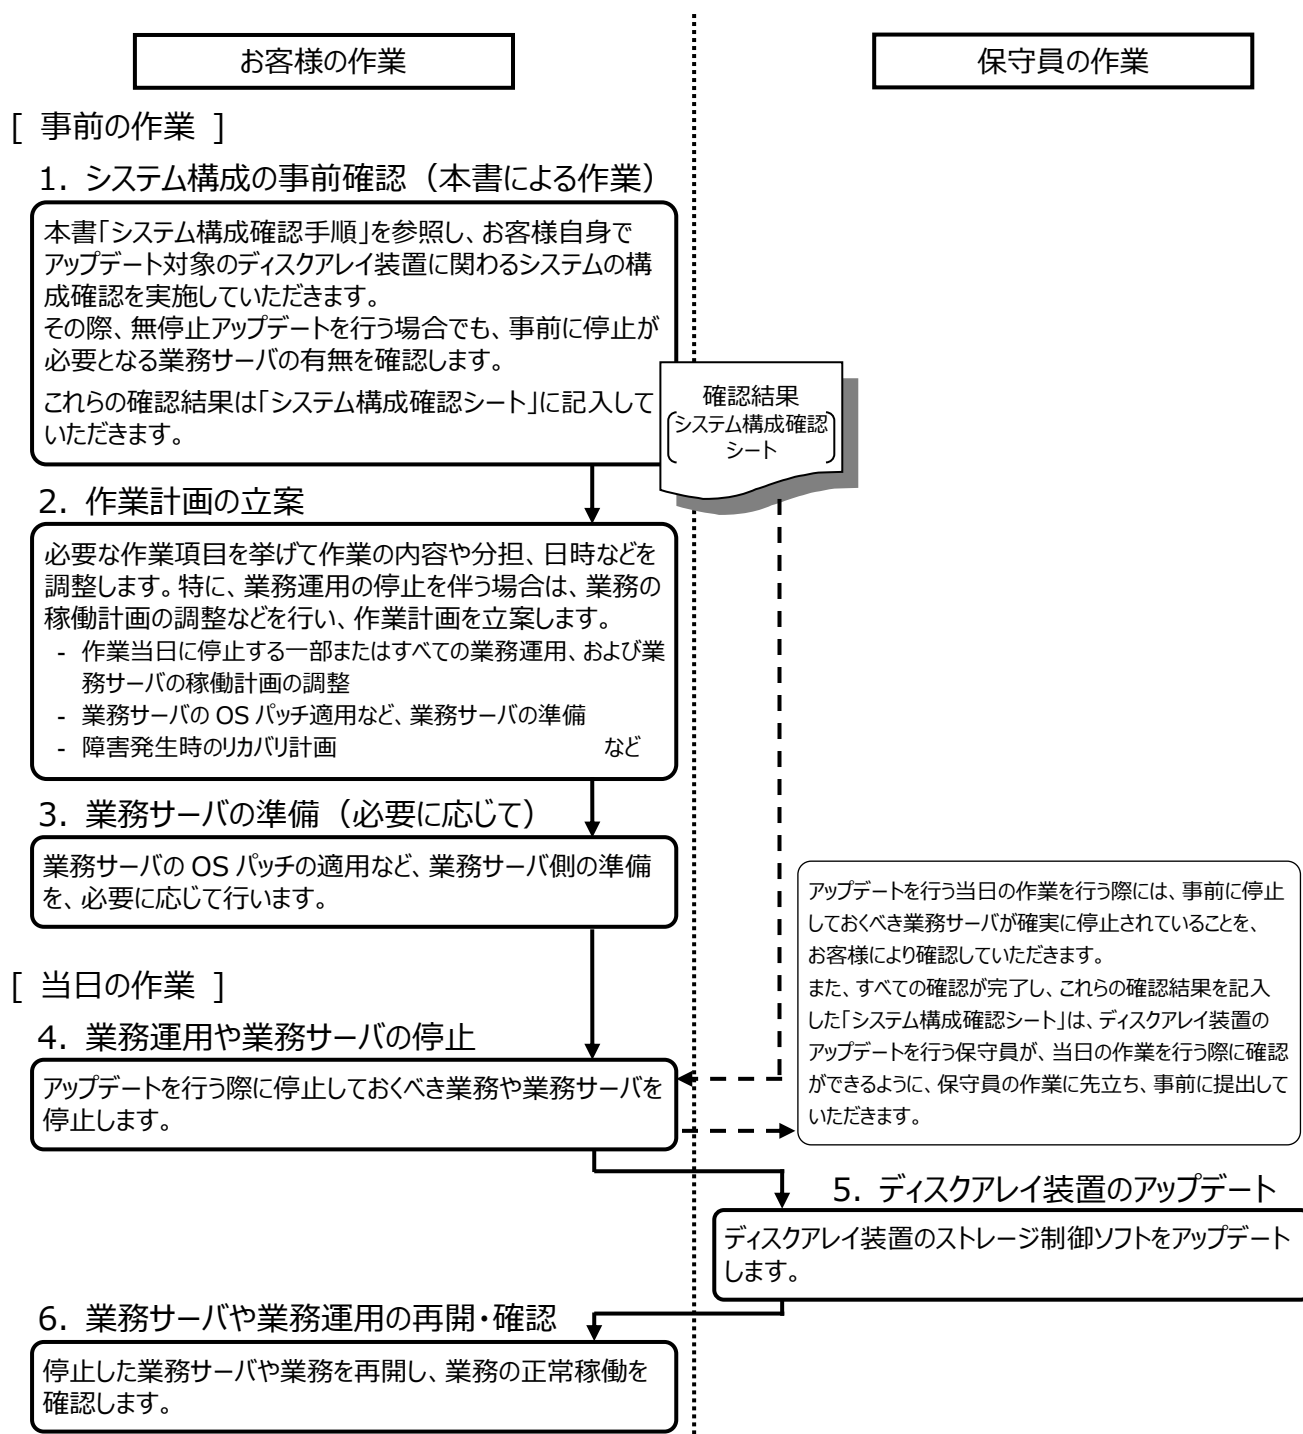 お客様の作業
保守員の作業
[ 事前の作業 ]
1. システム構成の事前確認（本書による作業）
本書「システム構成確認手順」を参照し、お客様自身で
アップデート対象のディスクアレイ装置に関わるシステムの構
成確認を実施していただきます。
その際、無停止アップデートを行う場合でも、事前に停止が
必要となる業務サーバの有無を確認します。
これらの確認結果は「システム構成確認シート」に記入して
いただきます。
確認結果
システム構成確認
シート
2. 作業計画の立案
必要な作業項目を挙げて作業の内容や分担、日時などを
調整します。特に、業務運用の停止を伴う場合は、業務の
稼働計画の調整などを行い、作業計画を立案します。
- 作業当日に停止する一部またはすべての業務運用、および業
務サーバの稼働計画の調整
- 業務サーバの OS パッチ適用など、業務サーバの準備
- 障害発生時のリカバリ計画 など
3. 業務サーバの準備（必要に応じて）
業務サーバの OS パッチの適用など、業務サーバ側の準備
を、必要に応じて行います。
アップデートを行う当日の作業を行う際には、事前に停止
しておくべき業務サーバが確実に停止されていることを、
お客様により確認していただきます。
また、すべての確認が完了し、これらの確認結果を記入
した「システム構成確認シート」は、ディスクアレイ装置の
アップデートを行う保守員が、当日の作業を行う際に確認
ができるように、保守員の作業に先立ち、事前に提出して
いただきます。
[ 当日の作業 ]
4. 業務運用や業務サーバの停止
アップデートを行う際に停止しておくべき業務や業務サーバを
停止します。
5. ディスクアレイ装置のアップデート
ディスクアレイ装置のストレージ制御ソフトをアップデート
します。
6. 業務サーバや業務運用の再開・確認
停止した業務サーバや業務を再開し、業務の正常稼働を
確認します。